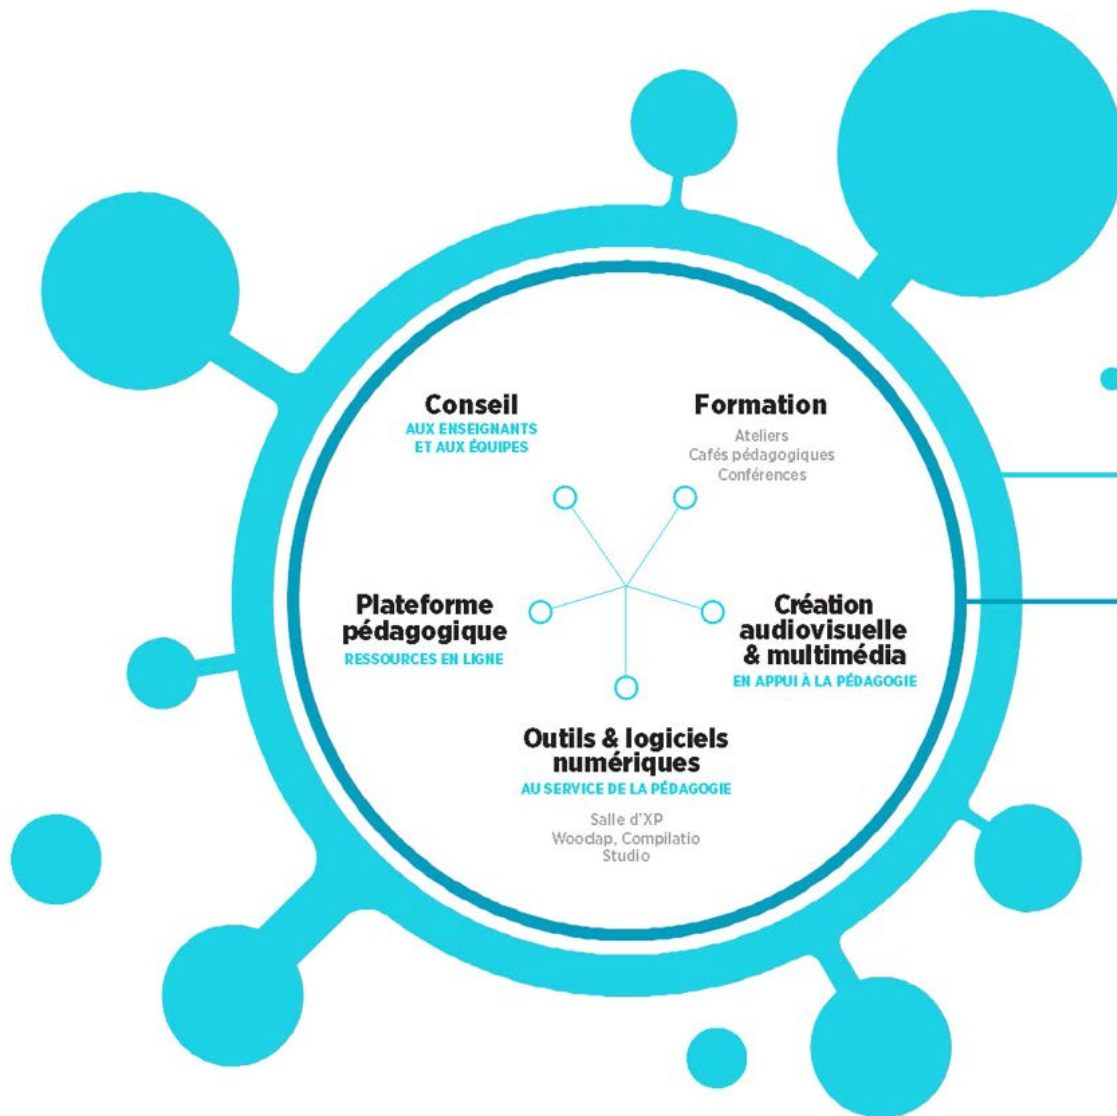 Conseil
AUX ENSEIGNANTS
ET AUX ÉQUIPES
Formation
Ateliers
Cafés pédagogiques
Conférences
Plateforme
pédagogique
RESSOURCES EN LIGNE
Création
audiovisuelle
& multimédia
EN APPUI À LA PÉDAGOGIE
Outils & logiciels
numériques
AU SERVICE DE LA PÉDAGOGIE
Salle d'XP
Wooclap, Compilatio
Studio